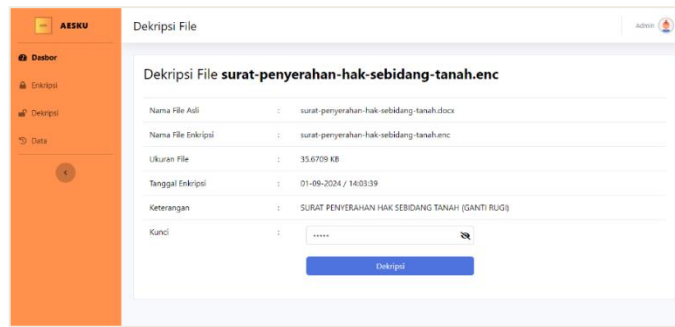 AESKU
Dekripsi File
Admin
Dasbor
Enkripsi
Dekripsi
Data
Dekripsi File surat-penyerahan-hak-sebidang-tanah.enc
Nama File Asli : surat-penyerahan-hak-sebidang-tanah.docx
Nama File Enkripsi : surat-penyerahan-hak-sebidang-tanah.enc
Ukuran File : 35.6709 KB
Tanggal Enkripsi : 01-09-2024 / 14:03:39
Keterangan : SURAT PENYERAHAN HAK SEBIDANG TANAH (GANTI RUGI)
Kunci : •••••
Dekripsi